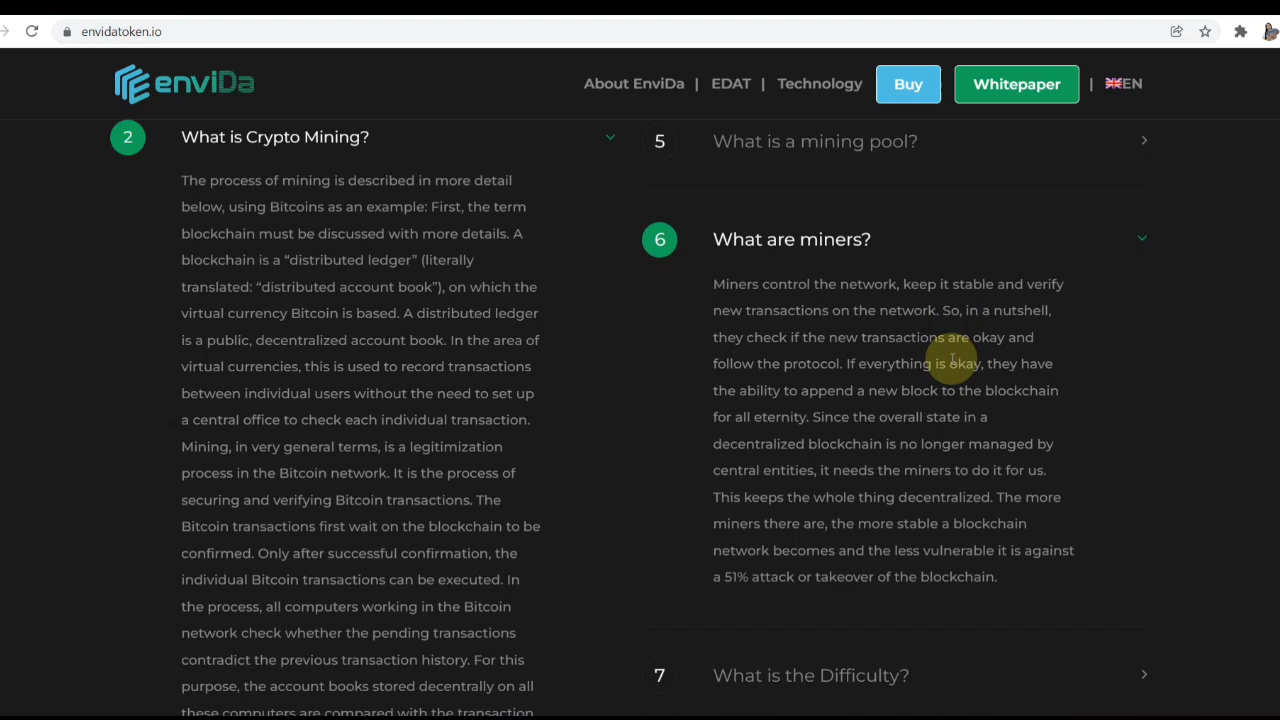 envidatoken.io
enviDa
About EnviDa | EDAT | Technology Buy Whitepaper | EN
2 What is Crypto Mining?
The process of mining is described in more detail
below, using Bitcoins as an example: First, the term
blockchain must be discussed with more details. A
blockchain is a “distributed ledger” (literally
translated: “distributed account book”), on which the
virtual currency Bitcoin is based. A distributed ledger
is a public, decentralized account book. In the area of
virtual currencies, this is used to record transactions
between individual users without the need to set up
a central office to check each individual transaction.
Mining, in very general terms, is a legitimization
process in the Bitcoin network. It is the process of
securing and verifying Bitcoin transactions. The
Bitcoin transactions first wait on the blockchain to be
confirmed. Only after successful confirmation, the
individual Bitcoin transactions can be executed. In
the process, all computers working in the Bitcoin
network check whether the pending transactions
contradict the previous transaction history. For this
purpose, the account books stored decentrally on all
these computers are compared with the transaction
5 What is a mining pool?
6 What are miners?
Miners control the network, keep it stable and verify
new transactions on the network. So, in a nutshell,
they check if the new transactions are okay and
follow the protocol. If everything is okay, they have
the ability to append a new block to the blockchain
for all eternity. Since the overall state in a
decentralized blockchain is no longer managed by
central entities, it needs the miners to do it for us.
This keeps the whole thing decentralized. The more
miners there are, the more stable a blockchain
network becomes and the less vulnerable it is against
a 51% attack or takeover of the blockchain.
7 What is the Difficulty?